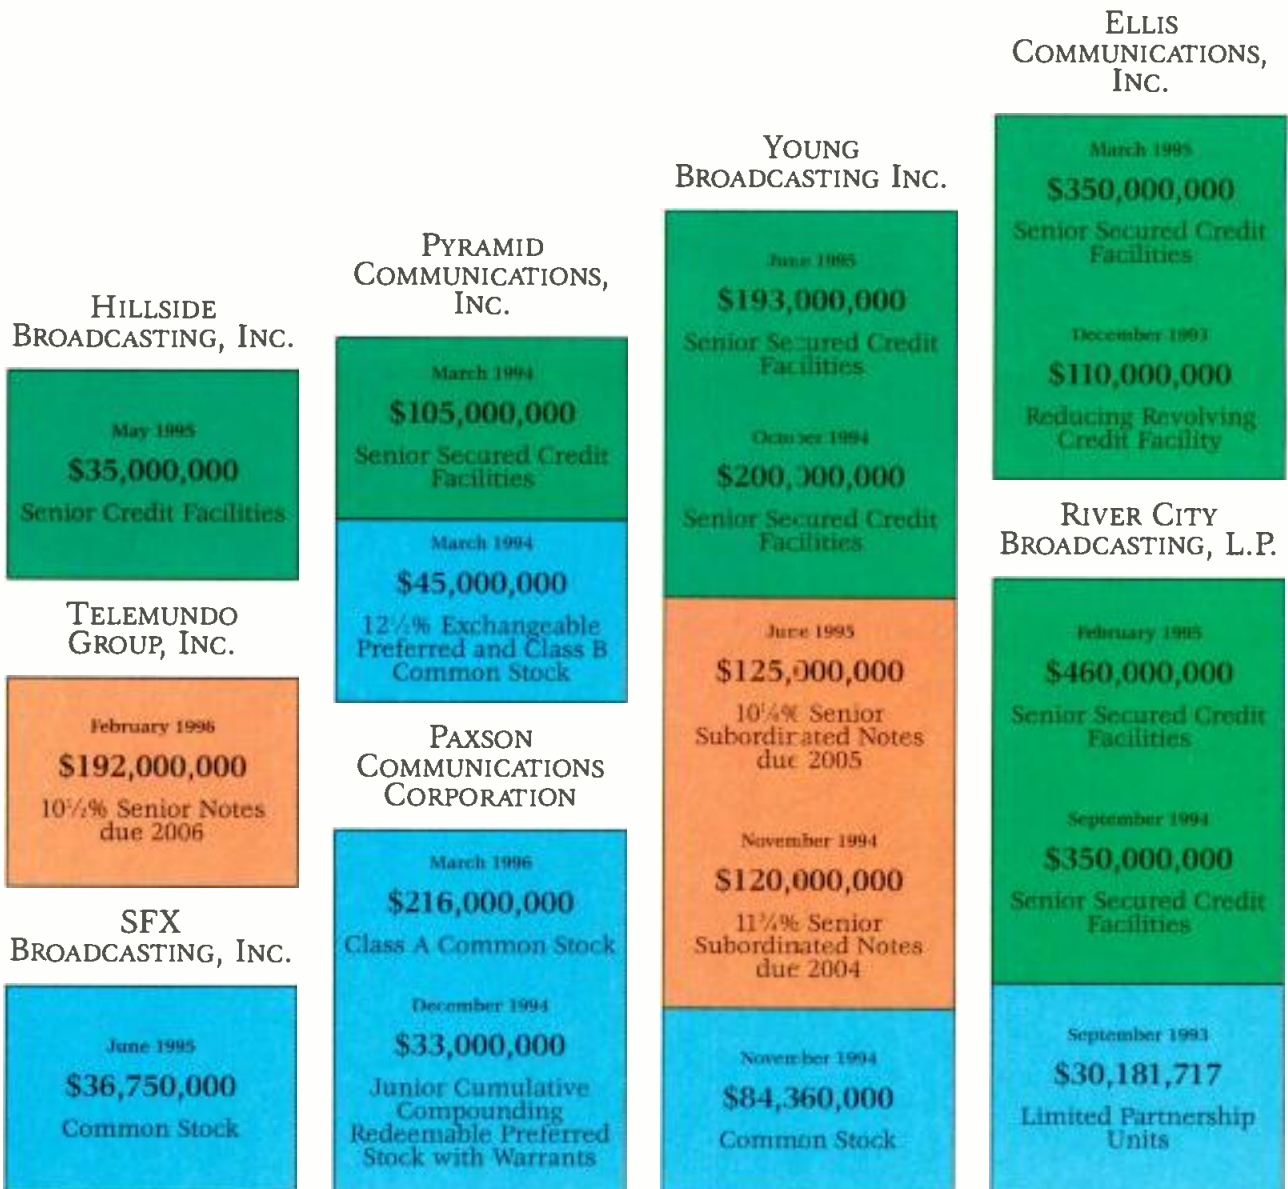 HILLSIDE
BROADCASTING, INC.
May 1995
$35,000,000
Senior Credit Facilities
TELEMUNDO
GROUP, INC.
February 1996
$192,000,000
10½% Senior Notes
due 2006
SFX
BROADCASTING, INC.
June 1995
$36,750,000
Common Stock
PYRAMID
COMMUNICATIONS,
INC.
March 1994
$105,000,000
Senior Secured Credit
Facilities
March 1994
$45,000,000
12½% Exchangeable
Preferred and Class B
Common Stock
PAXSON
COMMUNICATIONS
CORPORATION
March 1996
$216,000,000
Class A Common Stock
December 1994
$33,000,000
Junior Cumulative
Compounding
Redeemable Preferred
Stock with Warrants
YOUNG
BROADCASTING INC.
June 1995
$193,000,000
Senior Secured Credit
Facilities
October 1994
$200,000,000
Senior Secured Credit
Facilities
June 1995
$125,000,000
10¼% Senior
Subordinated Notes
due 2005
November 1994
$120,000,000
11¾% Senior
Subordinated Notes
due 2004
November 1994
$84,360,000
Common Stock
ELLIS
COMMUNICATIONS,
INC.
March 1995
$350,000,000
Senior Secured Credit
Facilities
December 1993
$110,000,000
Reducing Revolving
Credit Facility
RIVER CITY
BROADCASTING, L.P.
February 1995
$460,000,000
Senior Secured Credit
Facilities
September 1994
$350,000,000
Senior Secured Credit
Facilities
September 1993
$30,181,717
Limited Partnership
Units